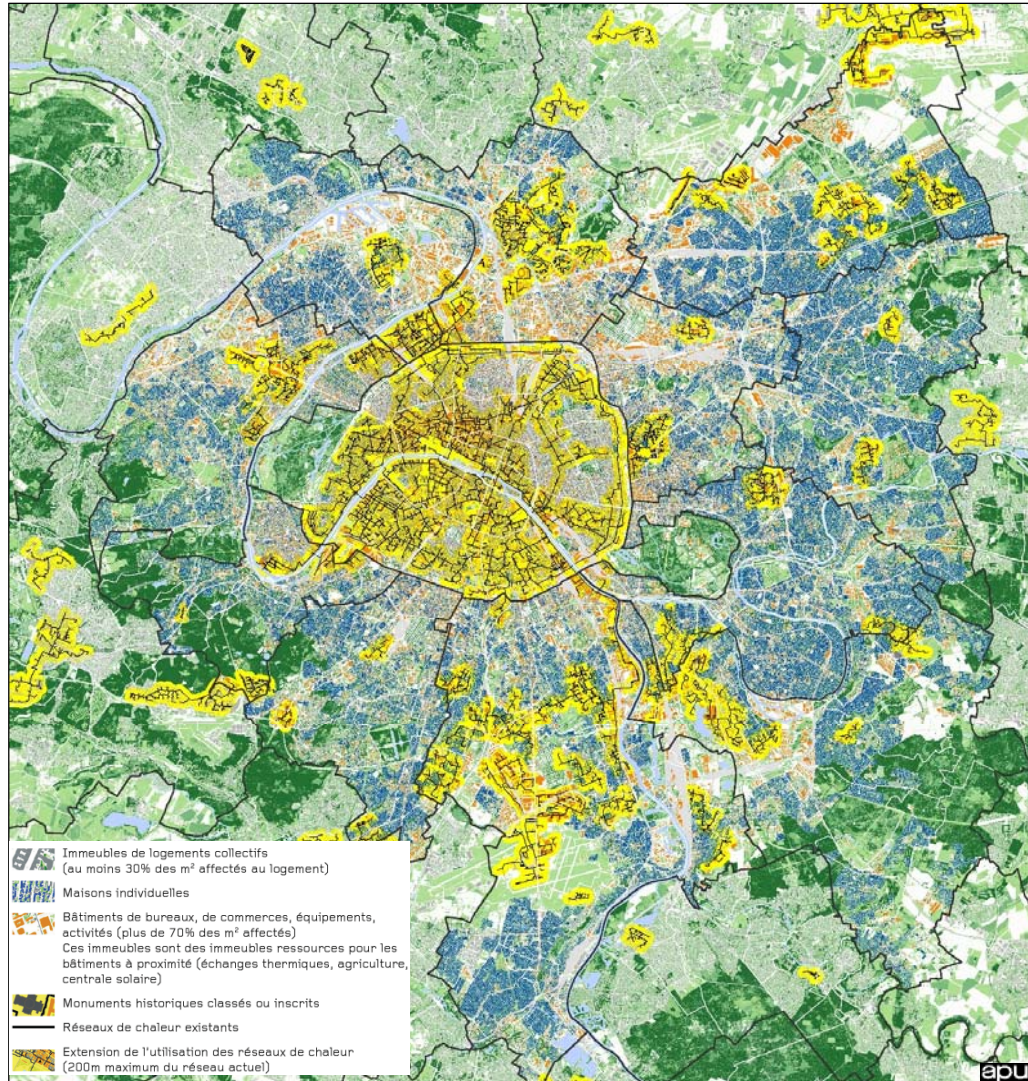 Immeubles de logements collectifs
(au moins 30% des m² affectés au logement)
Maisons individuelles
Bâtiments de bureaux, de commerces, équipements,
activités (plus de 70% des m² affectés)
Ces immeubles sont des immeubles ressources pour les
bâtiments à proximité (échanges thermiques, agriculture,
centrale solaire)
Monuments historiques classés ou inscrits
Réseaux de chaleur existants
Extension de l'utilisation des réseaux de chaleur
(200m maximum du réseau actuel)
apur